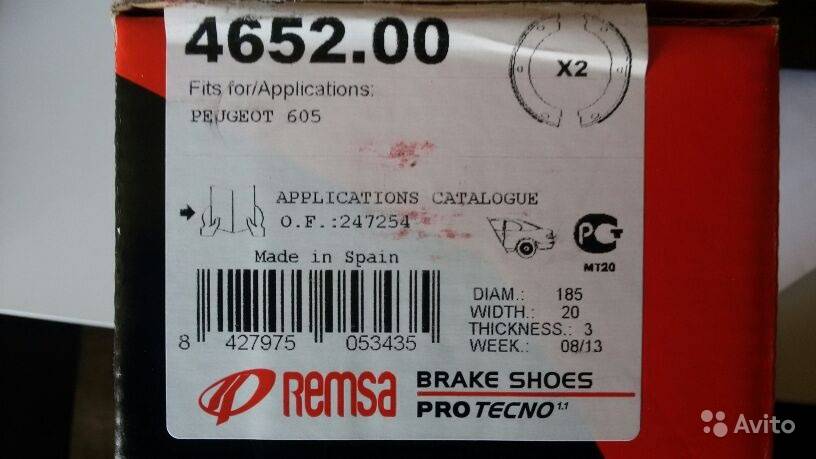 4652.00
X2
Fits for/Applications:
PEUGEOT 605
APPLICATIONS CATALOGUE
O.F.:247254
Made in Spain
PCT
MT20
8 427975 053435
DIAM.: 185
WIDTH.: 20
THICKNESS.: 3
WEEK.: 08/13
Remsa
BRAKE SHOES
PRO TECNO 1.1
Avito